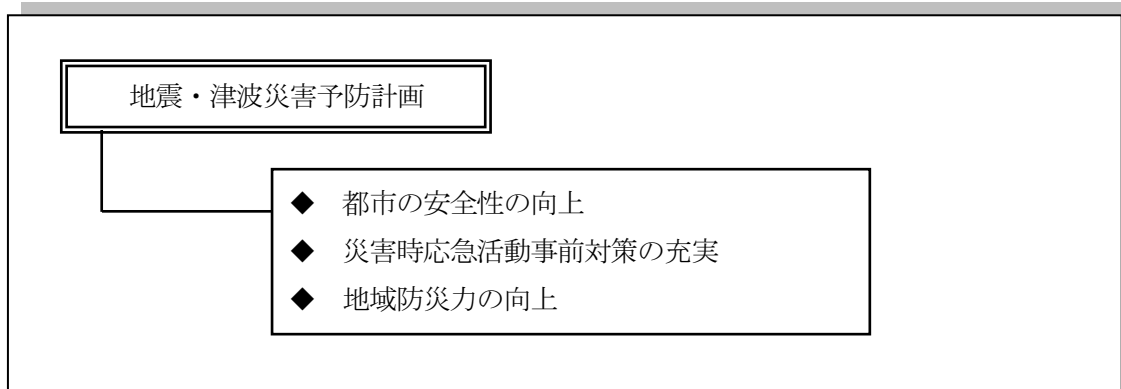 地震・津波災害予防計画
◆ 都市の安全性の向上
◆ 災害時応急活動事前対策の充実
◆ 地域防災力の向上